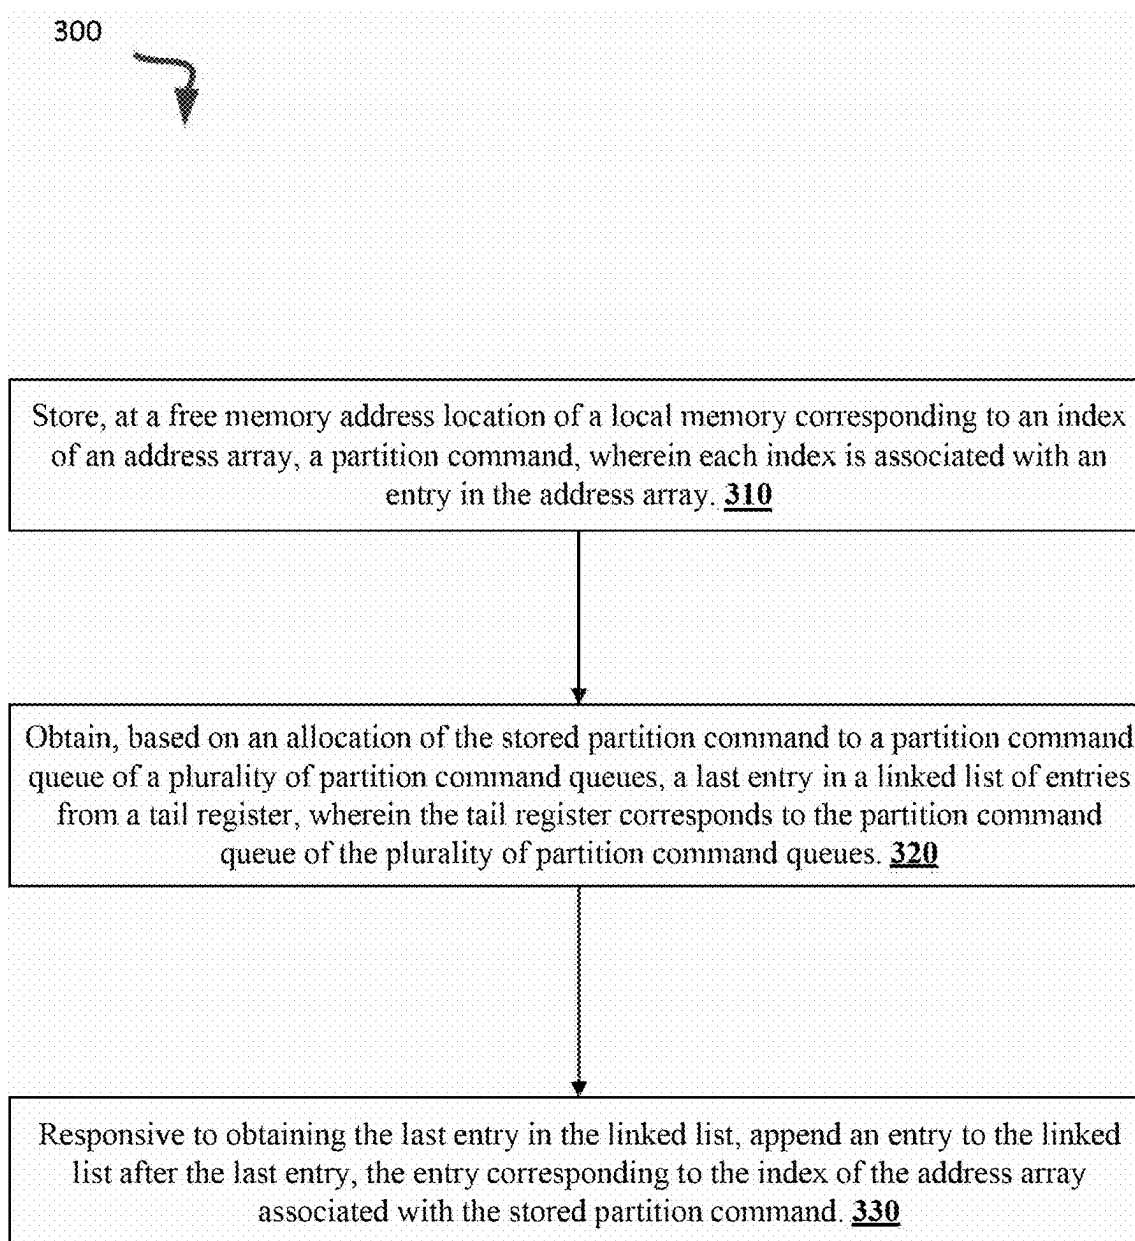 300
Store, at a free memory address location of a local memory corresponding to an index
of an address array, a partition command, wherein each index is associated with an
entry in the address array. 310
Obtain, based on an allocation of the stored partition command to a partition command
queue of a plurality of partition command queues, a last entry in a linked list of entries
from a tail register, wherein the tail register corresponds to the partition command
queue of the plurality of partition command queues. 320
Responsive to obtaining the last entry in the linked list, append an entry to the linked
list after the last entry, the entry corresponding to the index of the address array
associated with the stored partition command. 330